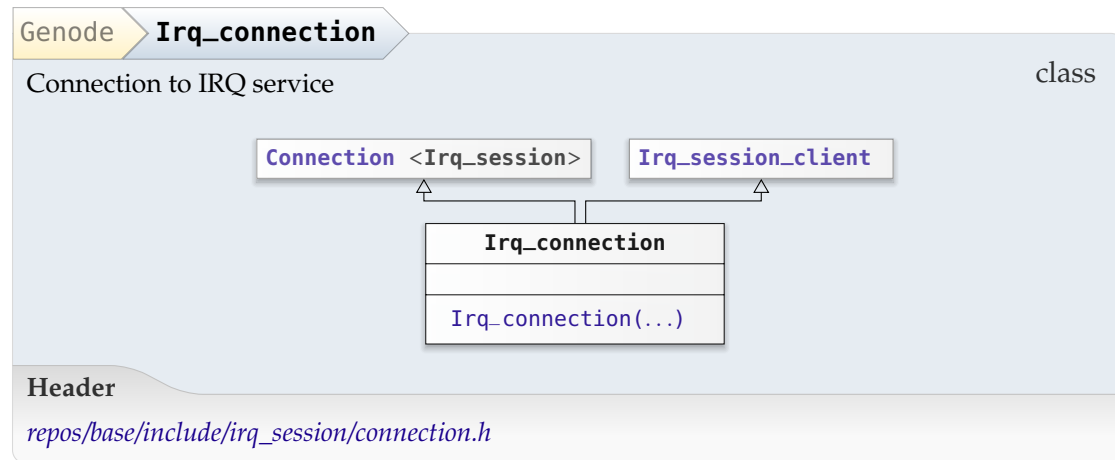 Genode Irq_connection
Connection to IRQ service
class
Connection <Irq_session> Irq_session_client
Irq_connection
Irq_connection(...)
Header
repos/base/include/irq_session/connection.h